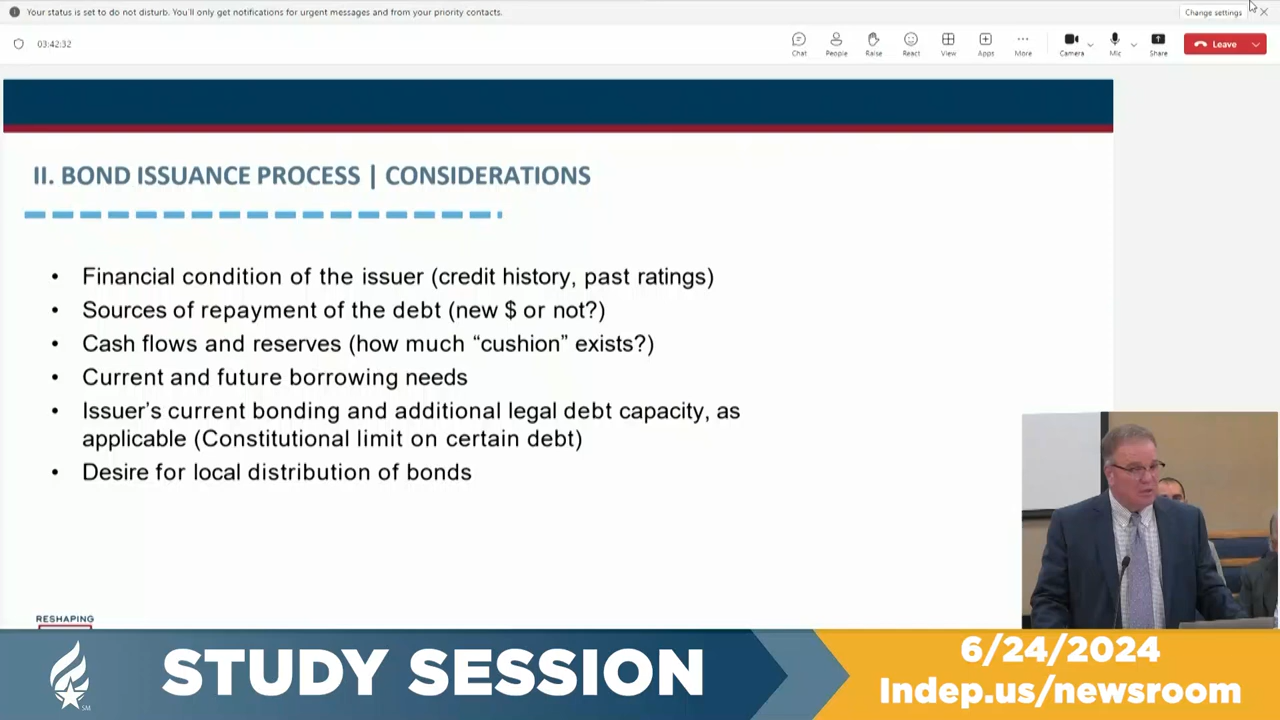 Your status is set to do not disturb. You'll only get notifications for urgent messages and from your priority contacts.
Change settings
03:42:32
Chat
People
Raise
React
View
Apps
More
Camera
Mic
Share
Leave
II. BOND ISSUANCE PROCESS | CONSIDERATIONS
• Financial condition of the issuer (credit history, past ratings)
• Sources of repayment of the debt (new $ or not?)
• Cash flows and reserves (how much “cushion” exists?)
• Current and future borrowing needs
• Issuer’s current bonding and additional legal debt capacity, as
applicable (Constitutional limit on certain debt)
• Desire for local distribution of bonds
RESHAPING
SM
STUDY SESSION
6/24/2024
Indep.us/newsroom